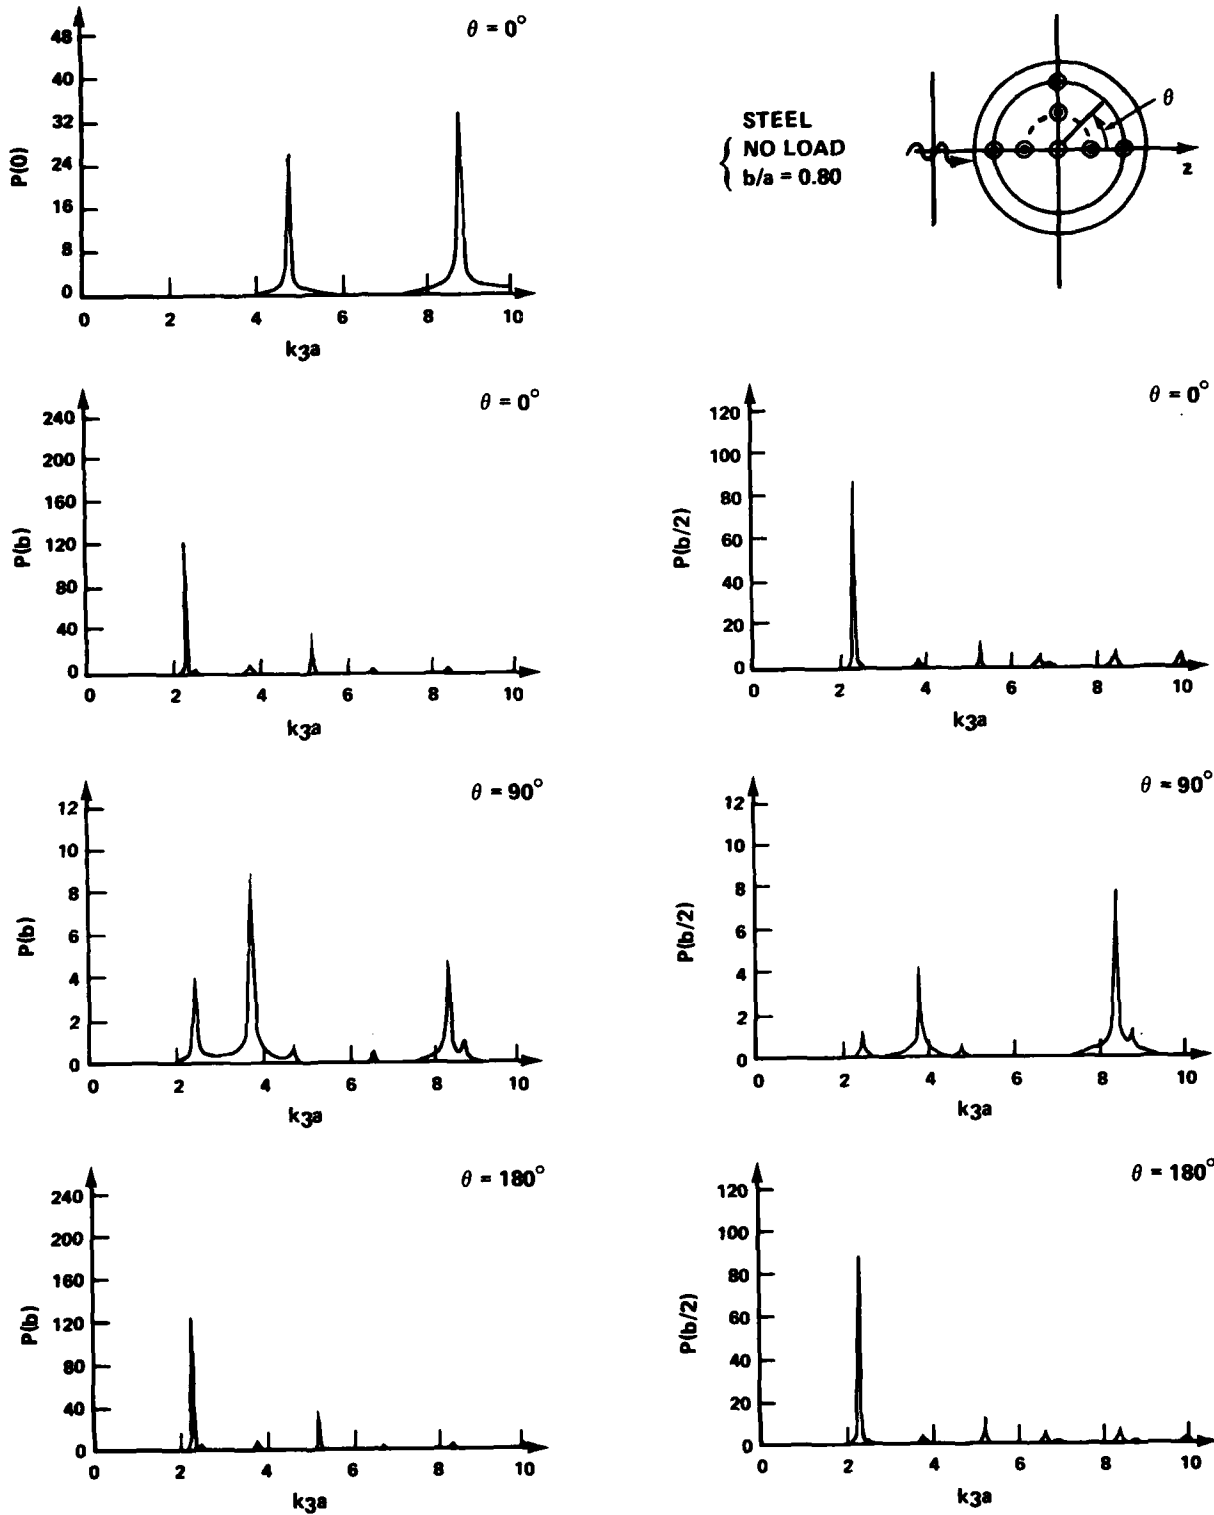 θ = 0°
48
40
32
24
16
8
0
P(0)
0 2 4 6 8 10
k3a
STEEL
NO LOAD
b/a = 0.80
θ
z
θ = 0°
240
200
160
120
80
40
0
P(b)
0 2 4 6 8 10
k3a
θ = 0°
120
100
80
60
40
20
0
P(b/2)
0 2 4 6 8 10
k3a
θ = 90°
12
10
8
6
4
2
0
P(b)
0 2 4 6 8 10
k3a
θ = 90°
12
10
8
6
4
2
0
P(b/2)
0 2 4 6 8 10
k3a
θ = 180°
240
200
160
120
80
40
0
P(b)
0 2 4 6 8 10
k3a
θ = 180°
120
100
80
60
40
20
0
P(b/2)
0 2 4 6 8 10
k3a